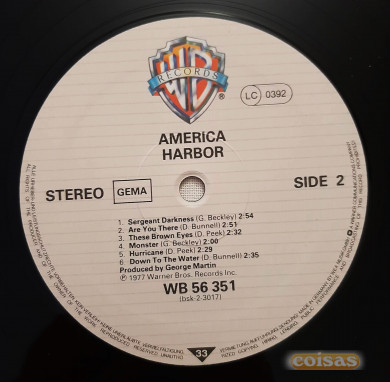 WB
RECORDS
®
LC 0392
AMERICA
HARBOR
STEREO GEMA SIDE 2
1. Sergeant Darkness (G. Beckley) 2:54
2. Are You There (D. Bunnell) 2:51
3. These Brown Eyes (D. Peek) 2:32
4. Monster (G. Beckley) 2:00
5. Hurricane (D. Peek) 2:29
6. Down To The Water (D. Bunnell) 2:35
Produced by George Martin
℗ 1977 Warner Bros. Records Inc.
WB 56 351
(bsk-2-3017)
33
coisas